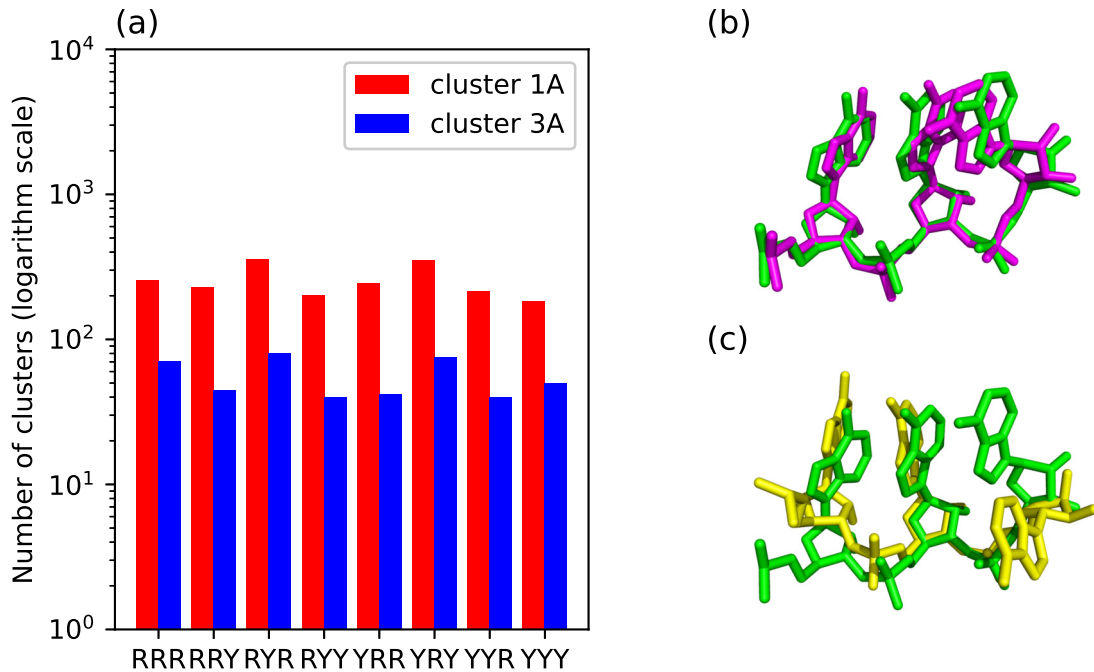 (a)
Number of clusters (logarithm scale)
10^4
10^3
10^2
10^1
10^0
cluster 1A
cluster 3A
RRR RRY RYR RYY YRR YRY YYR YYY
(b)
(c)